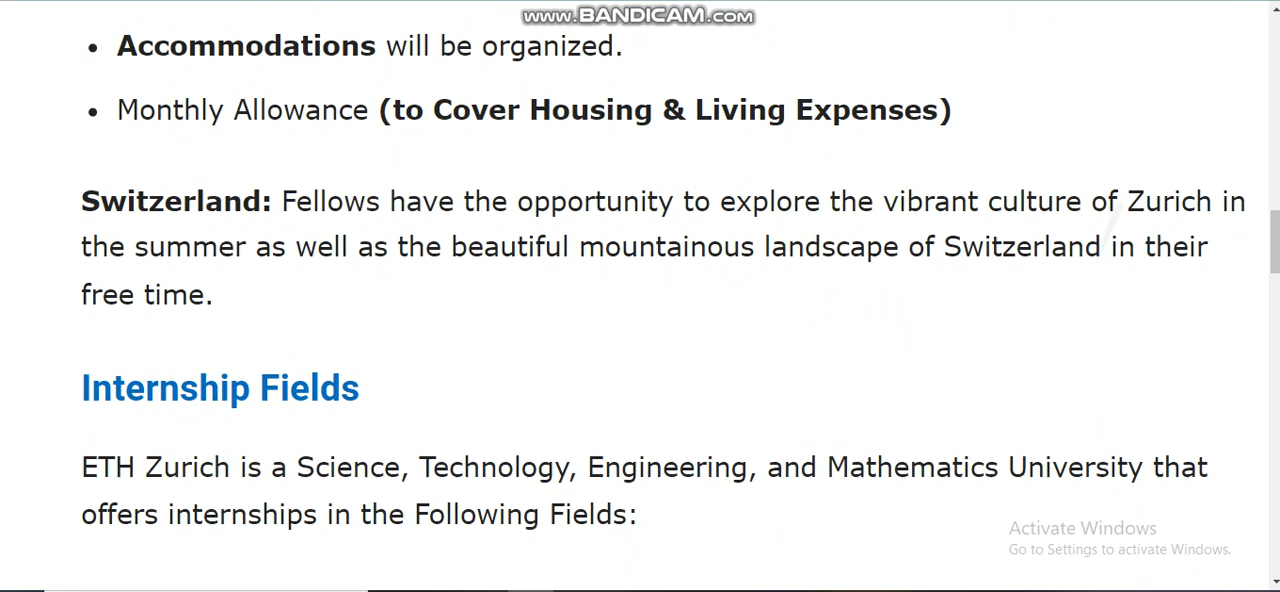 www.BANDICAM.com
• Accommodations will be organized.
• Monthly Allowance (to Cover Housing & Living Expenses)
Switzerland: Fellows have the opportunity to explore the vibrant culture of Zurich in
the summer as well as the beautiful mountainous landscape of Switzerland in their
free time.
Internship Fields
ETH Zurich is a Science, Technology, Engineering, and Mathematics University that
offers internships in the Following Fields:
Activate Windows
Go to Settings to activate Windows.